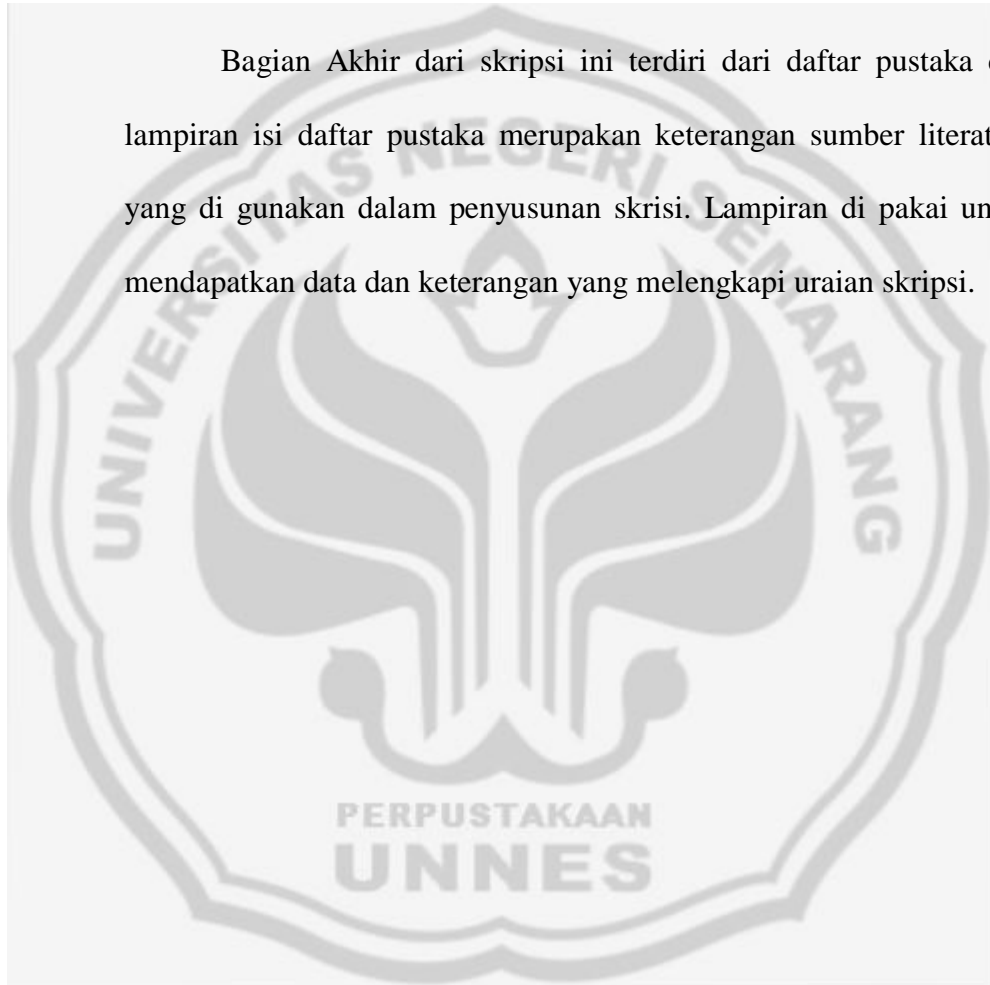 Bagian Akhir dari skripsi ini terdiri dari daftar pustaka
lampiran isi daftar pustaka merupakan keterangan sumber
yang di gunakan dalam penyusunan skrisi. Lampiran di pakai
mendapatkan data dan keterangan yang melengkapi uraian skripsi.
UNIVERSITAS NEGERI SEMARANG
PERPUSTAKAAN
UNNES